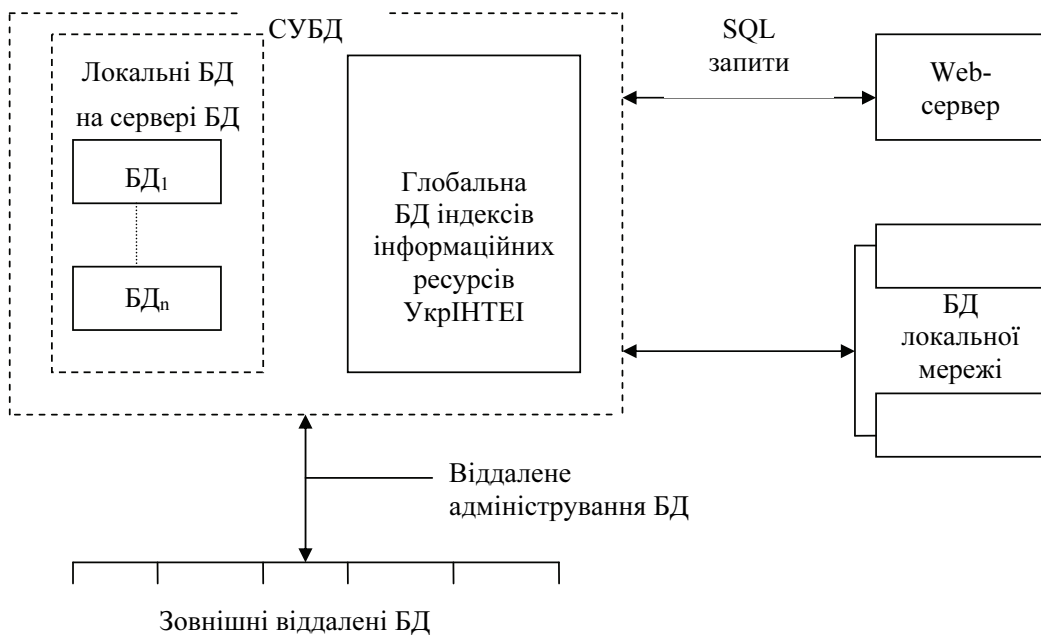 СУБД
Локальні БД
на сервері БД
БД1
БДn
Глобальна
БД індексів
інформаційних
ресурсів
УкрІНТЕІ
SQL
запити
Web-
сервер
БД
локальної
мережі
Віддалене
адміністрування БД
Зовнішні віддалені БД